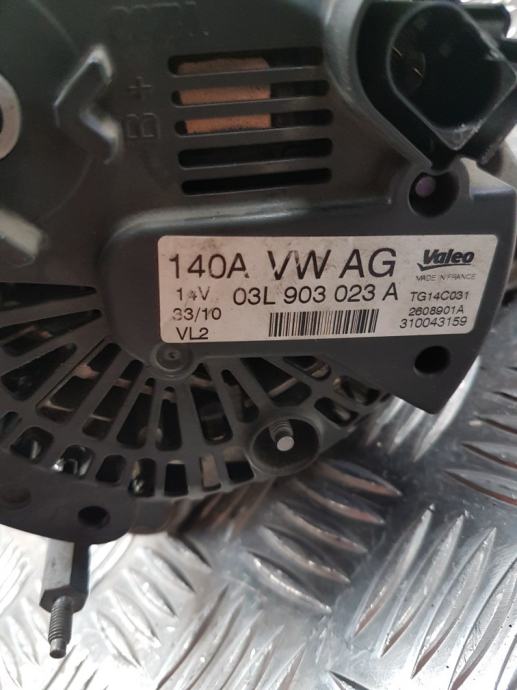 B+
140A VW AG Valeo
MADE IN FRANCE
14V 03L 903 023 A TG14C031
33/10 2608901A
VL2 310043159